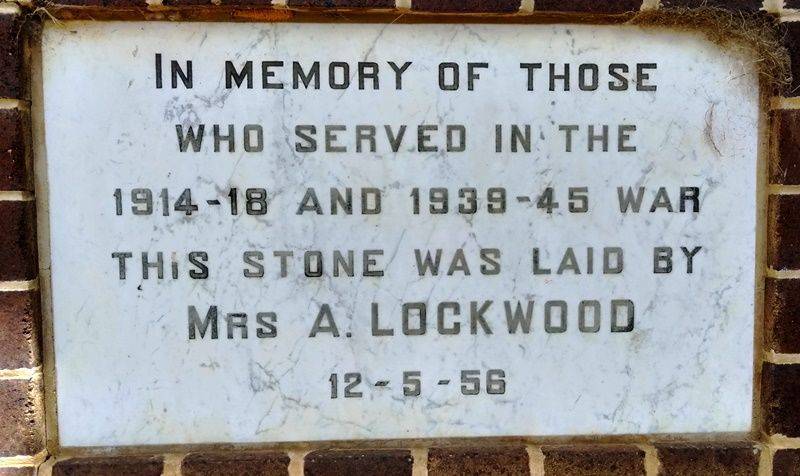 IN MEMORY OF THOSE
WHO SERVED IN THE
1914-18 AND 1939-45 WAR
THIS STONE WAS LAID BY
MRS A. LOCKWOOD
12-5-56